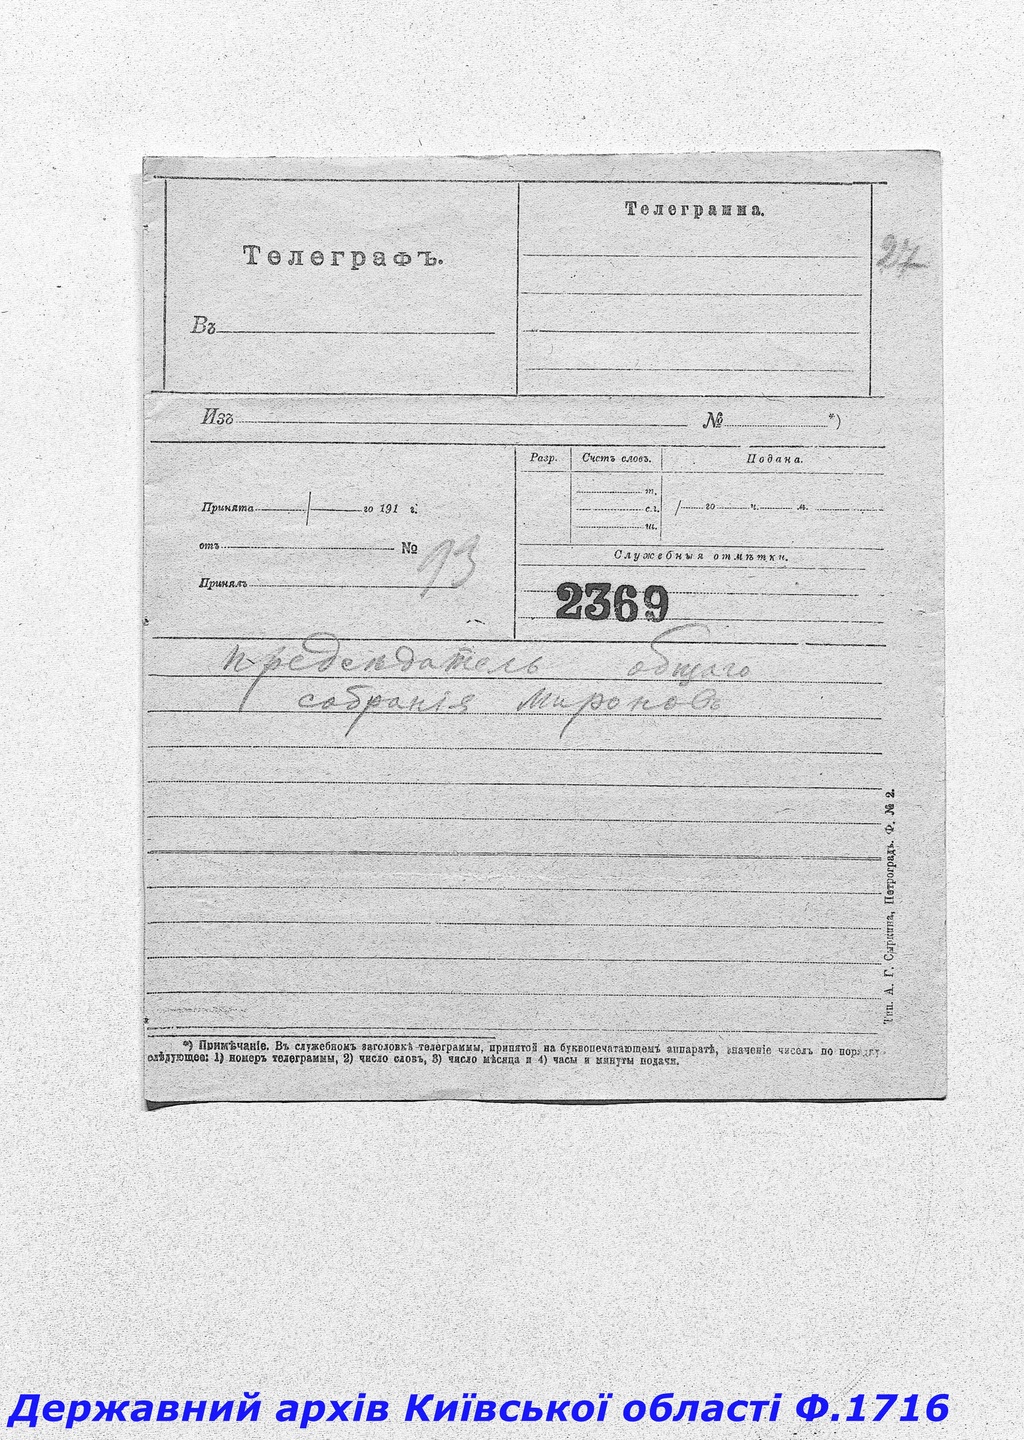 Телеграмма.
27
Телеграфъ.
Въ
Изъ № *)
Разр. Счетъ словъ. Подана.
т.
Принята го 191 г. с.г. / го ч. м.
ш.
отъ № 13
Служебныя отмѣтки.
Принялъ
2369
Предсѣдатель общаго
собранія Мироновъ
Тип. А. Г. Сыркина, Петроградъ. Ф. № 2.
*) Примѣчаніе. Въ служебномъ заголовкѣ телеграммы, принятой на буквопечатающемъ аппаратѣ, значеніе чиселъ по порядку
слѣдующее: 1) номеръ телеграммы, 2) число словъ, 3) число мѣсяца и 4) часы и минуты подачи.
Державний архів Київської області Ф.1716